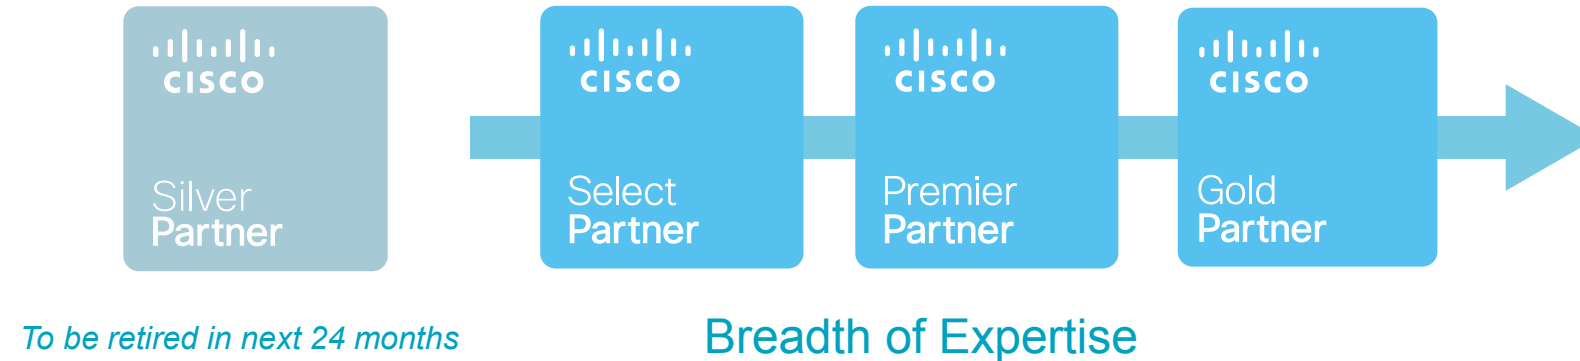 CISCO
Silver
Partner
CISCO
Select
Partner
CISCO
Premier
Partner
CISCO
Gold
Partner
To be retired in next 24 months
Breadth of Expertise